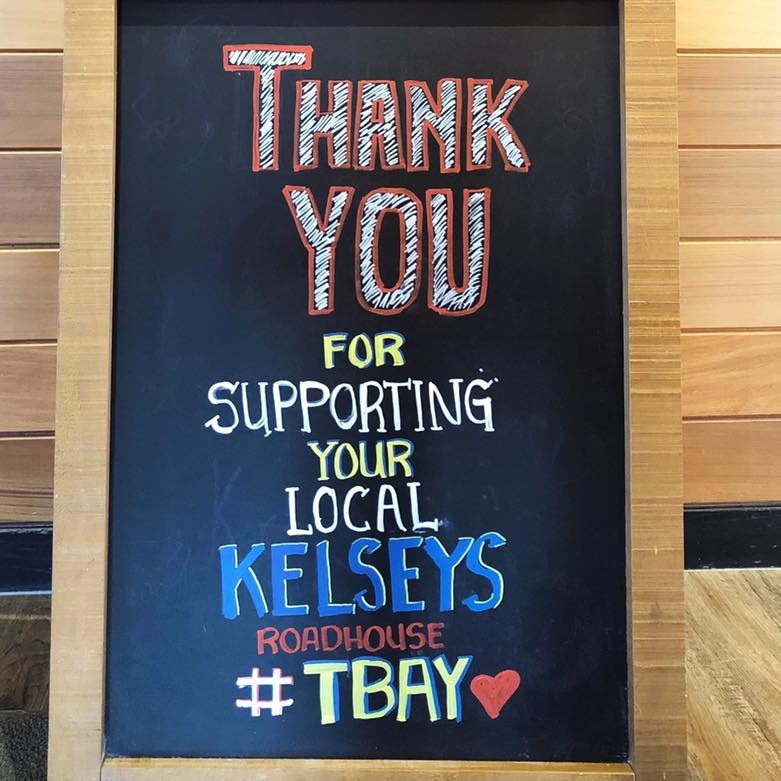 THANK
YOU
FOR
SUPPORTING
YOUR
LOCAL
KELSEYS
ROADHOUSE
#TBAY❤